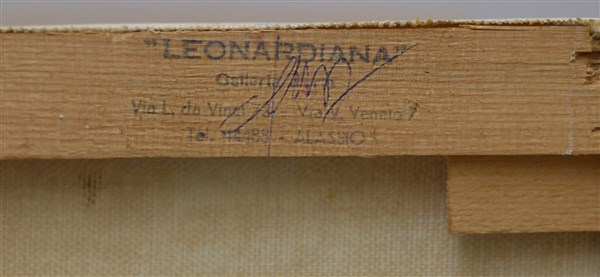 "LEONARDIANA"
Galleria
Via L. da Vinci - Via V. Veneto 7
Tel. - ALASSIO